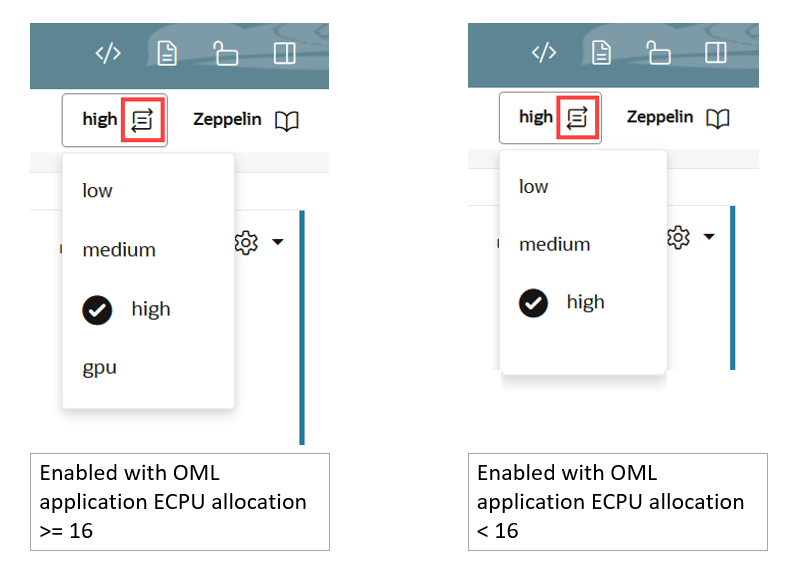 high
Zeppelin
low
medium
high
gpu
Enabled with OML
application ECPU allocation
>= 16
high
Zeppelin
low
medium
high
Enabled with OML
application ECPU allocation
< 16